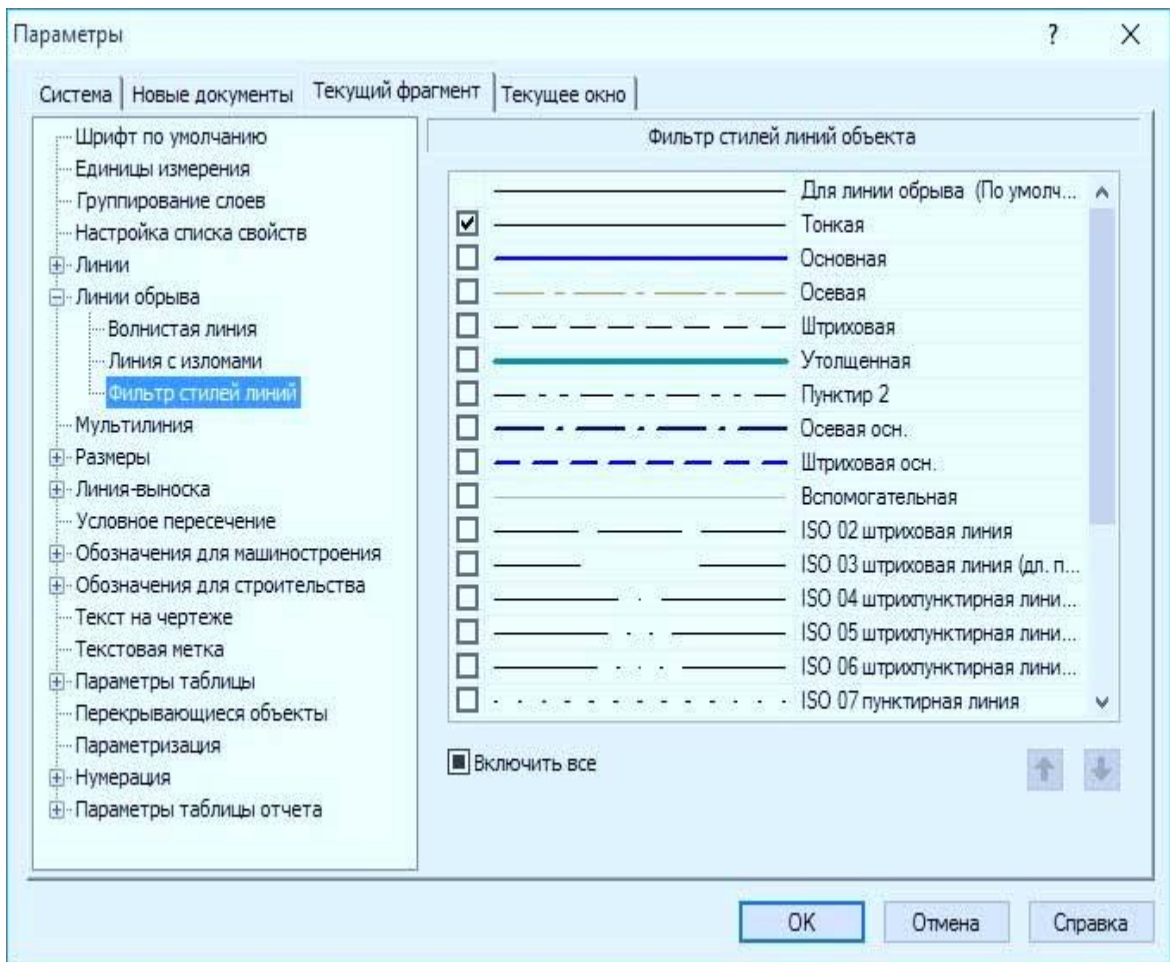 Параметры
?
Система
Новые документы
Текущий фрагмент
Текущее окно
Шрифт по умолчанию
Единицы измерения
Группирование слоев
Настройка списка свойств
Линии
Линии обрыва
Волнистая линия
Линия с изломами
Фильтр стилей линий
Мультилиния
Размеры
Линия-выноска
Условное пересечение
Обозначения для машиностроения
Обозначения для строительства
Текст на чертеже
Текстовая метка
Параметры таблицы
Перекрывающиеся объекты
Параметризация
Нумерация
Параметры таблицы отчета
Фильтр стилей линий объекта
Для линии обрыва (По умолч...
Тонкая
Основная
Осевая
Штриховая
Утолщенная
Пунктир 2
Осевая осн.
Штриховая осн.
Вспомогательная
ISO 02 штриховая линия
ISO 03 штриховая линия (дл. п...
ISO 04 штрихпунктирная лини...
ISO 05 штрихпунктирная лини...
ISO 06 штрихпунктирная лини...
ISO 07 пунктирная линия
Включить все
OK
Отмена
Справка